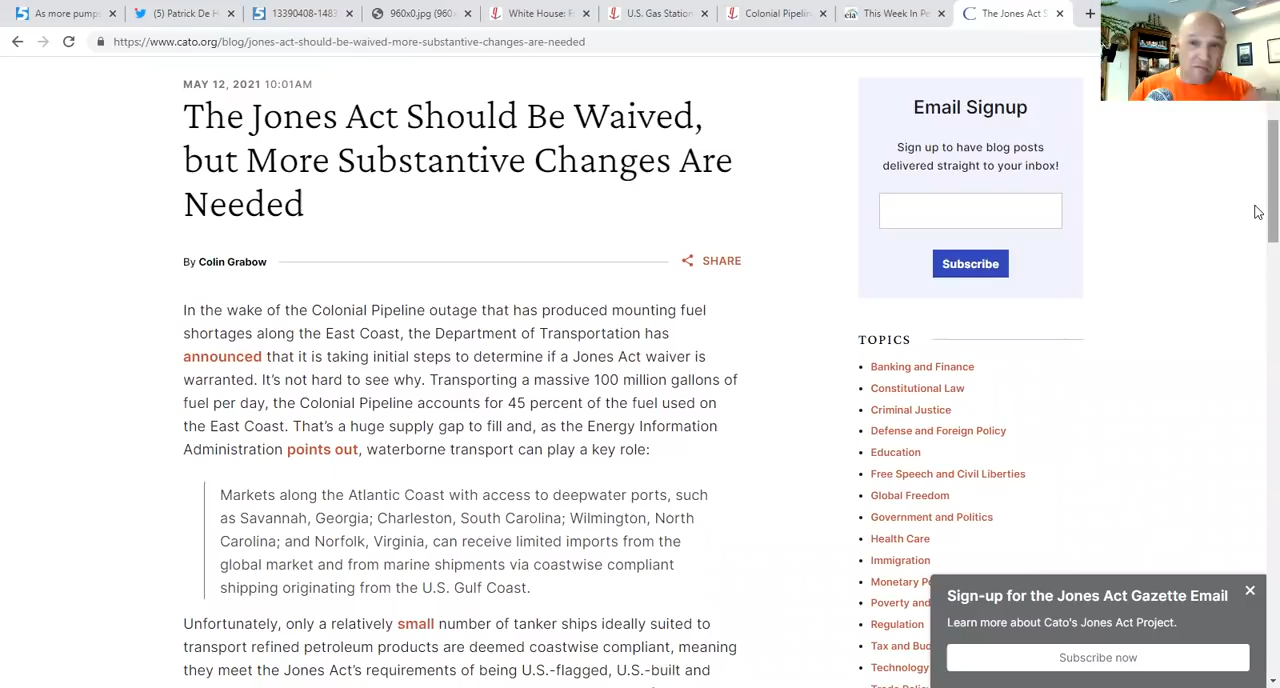 As more pump
(5) Patrick De H
13390408-1483
960x0.jpg (960
White House: F
U.S. Gas Station
Colonial Pipelin
eia
This Week In Pe
The Jones Act S
https://www.cato.org/blog/jones-act-should-be-waived-more-substantive-changes-are-needed
MAY 12, 2021 10:01AM
The Jones Act Should Be Waived,
but More Substantive Changes Are
Needed
By Colin Grabow
SHARE
In the wake of the Colonial Pipeline outage that has produced mounting fuel
shortages along the East Coast, the Department of Transportation has
announced that it is taking initial steps to determine if a Jones Act waiver is
warranted. It's not hard to see why. Transporting a massive 100 million gallons of
fuel per day, the Colonial Pipeline accounts for 45 percent of the fuel used on
the East Coast. That's a huge supply gap to fill and, as the Energy Information
Administration points out, waterborne transport can play a key role:
Markets along the Atlantic Coast with access to deepwater ports, such
as Savannah, Georgia; Charleston, South Carolina; Wilmington, North
Carolina; and Norfolk, Virginia, can receive limited imports from the
global market and from marine shipments via coastwise compliant
shipping originating from the U.S. Gulf Coast.
Unfortunately, only a relatively small number of tanker ships ideally suited to
transport refined petroleum products are deemed coastwise compliant, meaning
they meet the Jones Act's requirements of being U.S.-flagged, U.S.-built and
Email Signup
Sign up to have blog posts
delivered straight to your inbox!
Subscribe
TOPICS
Banking and Finance
Constitutional Law
Criminal Justice
Defense and Foreign Policy
Education
Free Speech and Civil Liberties
Global Freedom
Government and Politics
Health Care
Immigration
Monetary Po
Poverty and
Regulation
Tax and Bud
Technology
Sign-up for the Jones Act Gazette Email
Learn more about Cato's Jones Act Project.
Subscribe now